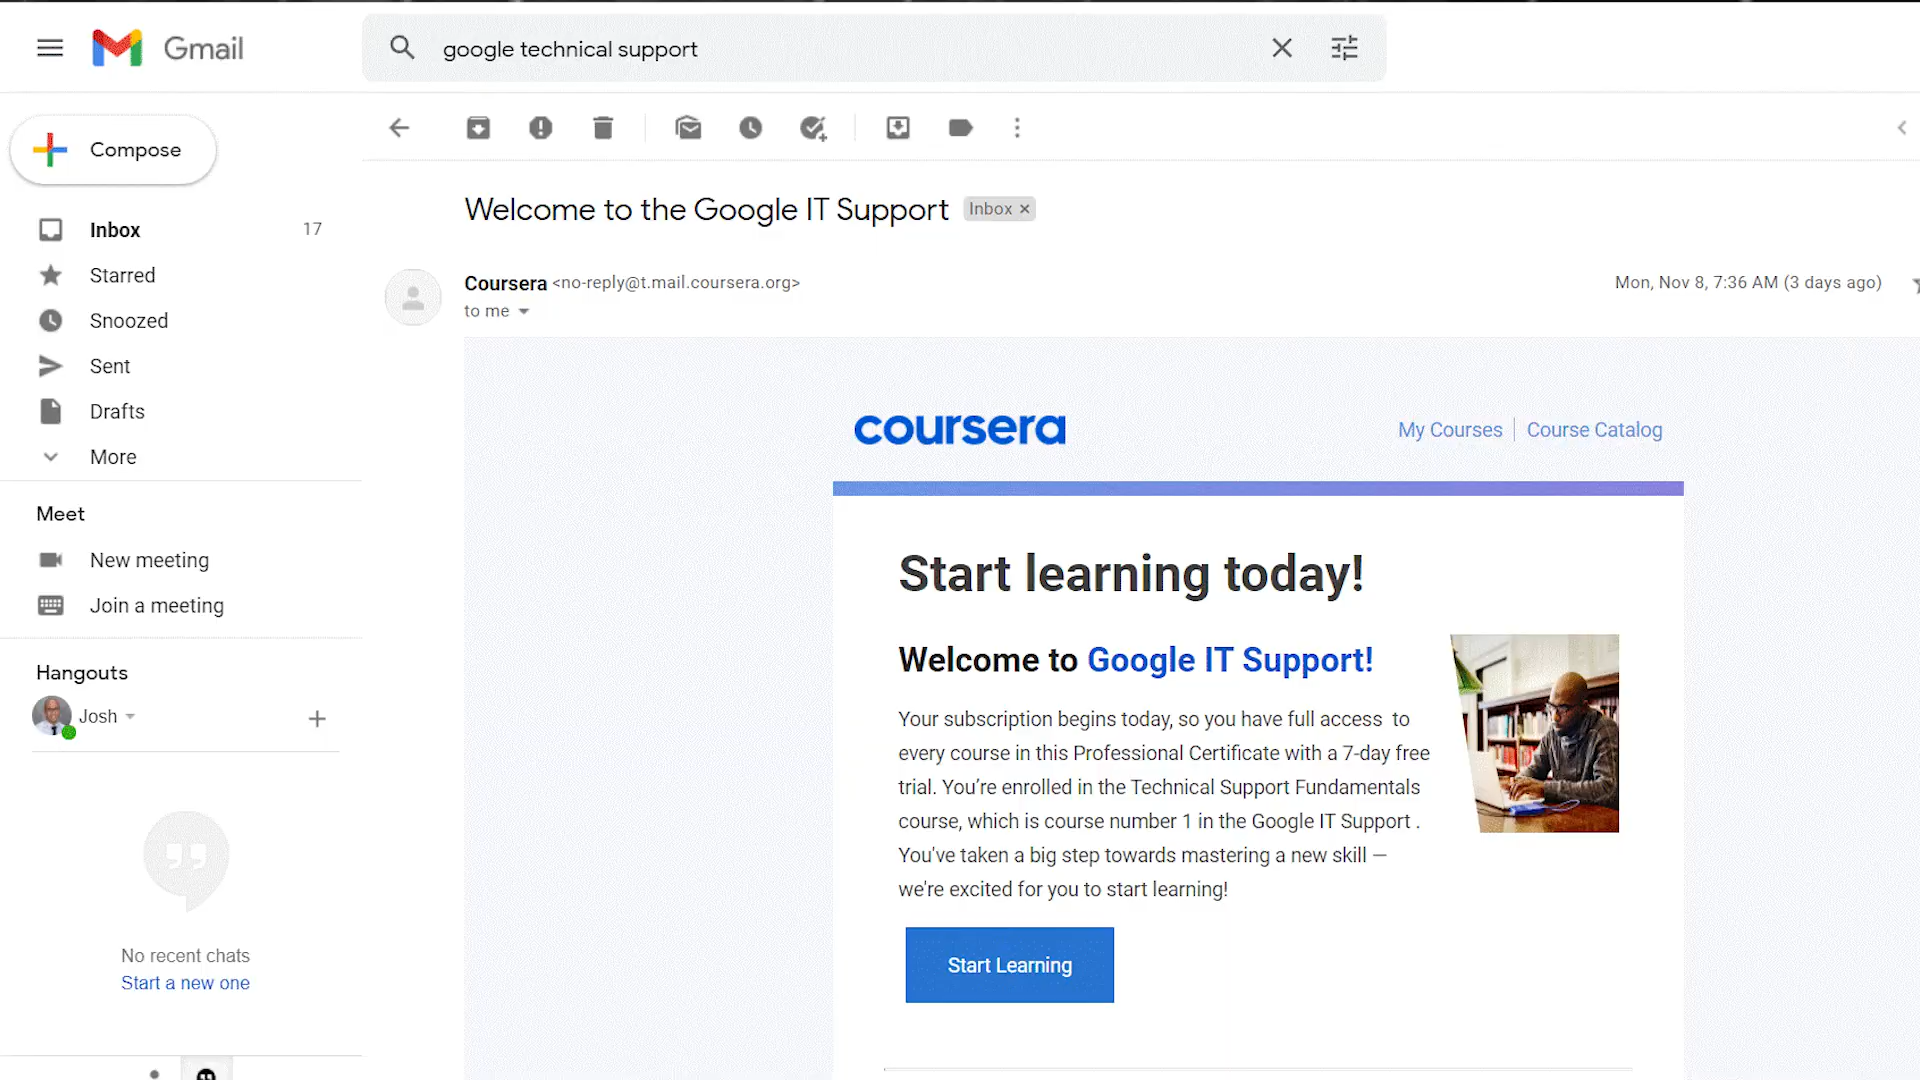 Gmail
google technical support
Compose
Inbox 17
Starred
Snoozed
Sent
Drafts
More
Meet
New meeting
Join a meeting
Hangouts
Josh
No recent chats
Start a new one
Welcome to the Google IT Support Inbox ×
Coursera <no-reply@t.mail.coursera.org> Mon, Nov 8, 7:36 AM (3 days ago)
to me
coursera My Courses | Course Catalog
Start learning today!
Welcome to Google IT Support!
Your subscription begins today, so you have full access to
every course in this Professional Certificate with a 7-day free
trial. You’re enrolled in the Technical Support Fundamentals
course, which is course number 1 in the Google IT Support .
You've taken a big step towards mastering a new skill —
we're excited for you to start learning!
Start Learning